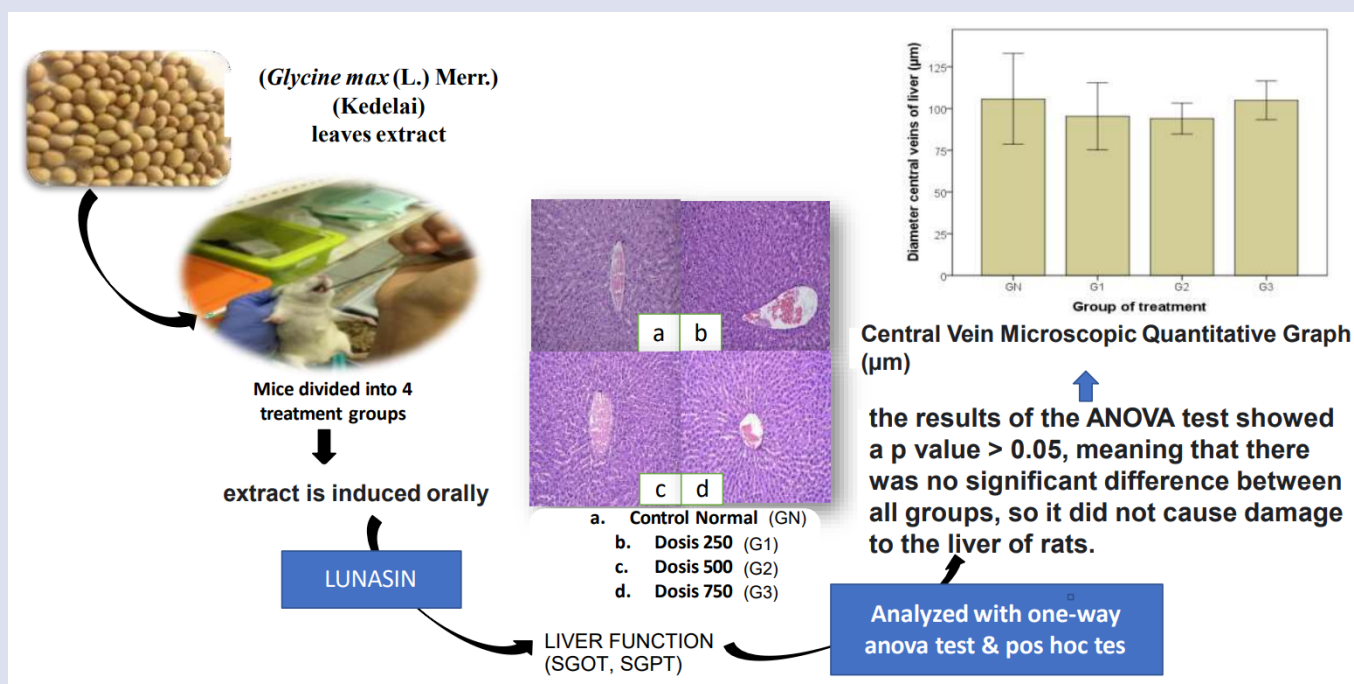 (Glycine max (L.) Merr.)
(Kedelai)
leaves extract
Mice divided into 4
treatment groups
extract is induced orally
LUNASIN
LIVER FUNCTION
(SGOT, SGPT)
a
b
c
d
a. Control Normal (GN)
b. Dosis 250 (G1)
c. Dosis 500 (G2)
d. Dosis 750 (G3)
Analyzed with one-way
anova test & pos hoc tes
the results of the ANOVA test showed
a p value > 0.05, meaning that there
was no significant difference between
all groups, so it did not cause damage
to the liver of rats.
Diameter central veins of liver (µm)
125
100
75
50
25
0
GN
G1
G2
G3
Group of treatment
Central Vein Microscopic Quantitative Graph
(µm)